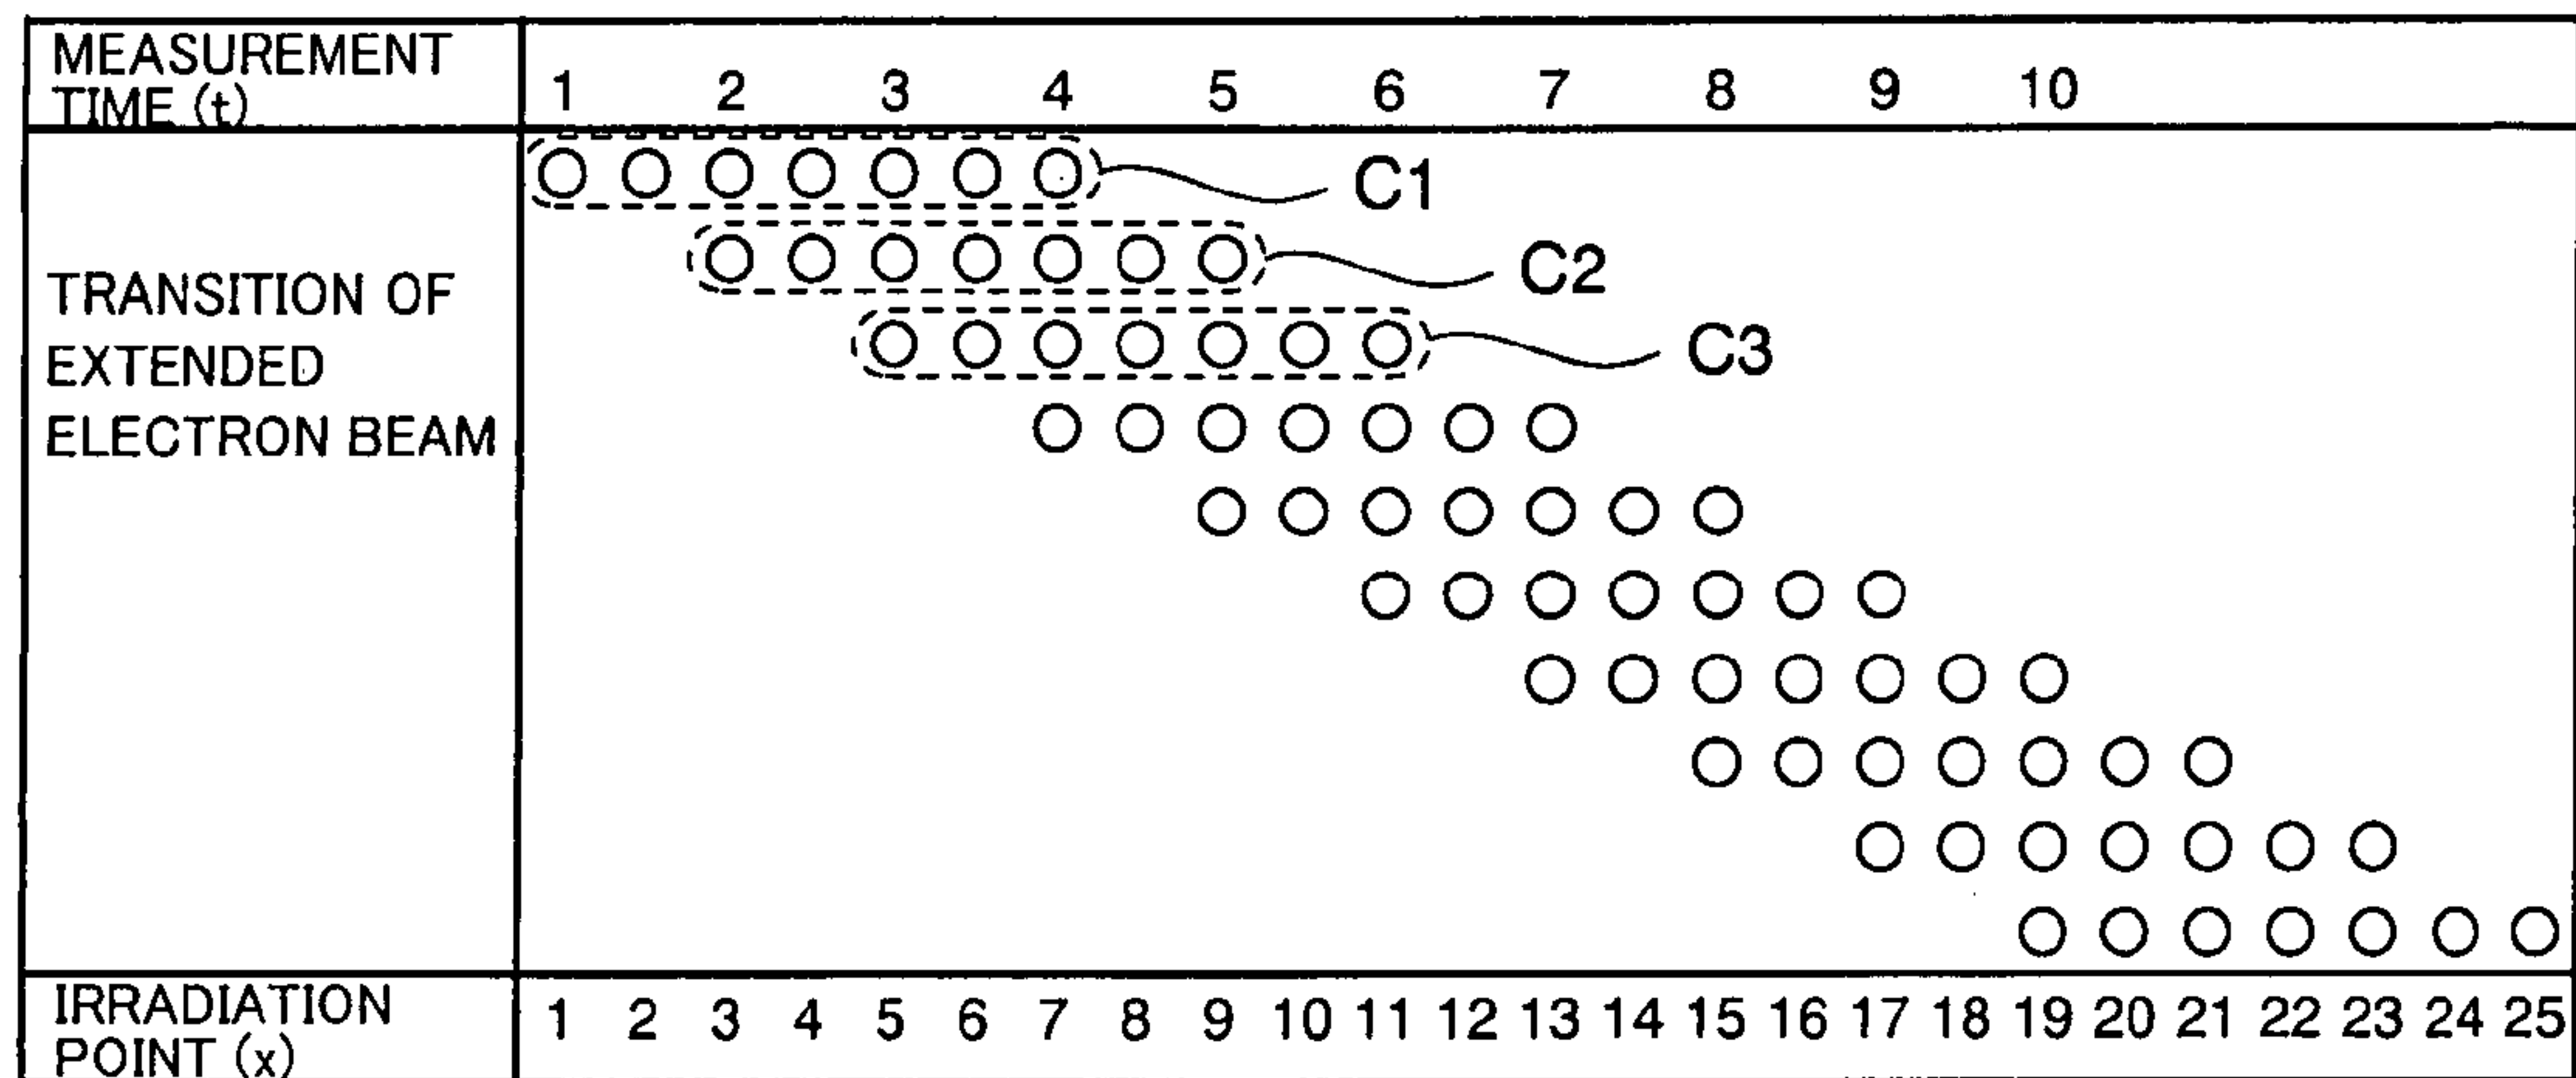 MEASUREMENT
TIME (t)
1 2 3 4 5 6 7 8 9 10
C1
C2
TRANSITION OF
EXTENDED
ELECTRON BEAM
C3
IRRADIATION
POINT (x)
1 2 3 4 5 6 7 8 9 10 11 12 13 14 15 16 17 18 19 20 21 22 23 24 25